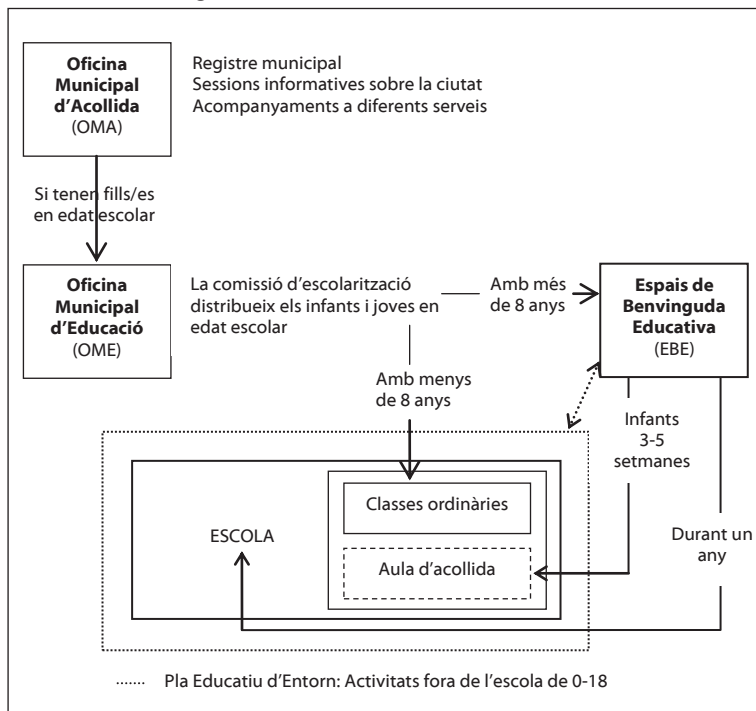 Oficina
Municipal
d'Acollida
(OMA)
Registre municipal
Sessions informatives sobre la ciutat
Acompanyaments a diferents serveis
Si tenen fills/es
en edat escolar
Oficina
Municipal
d'Educació
(OME)
La comissió d'escolarització
distribueix els infants i joves en
edat escolar
Amb més
de 8 anys
Espais de
Benvinguda
Educativa
(EBE)
Amb menys
de 8 anys
Infants
3-5
setmanes
Classes ordinàries
ESCOLA
Aula d'acollida
Durant un
any
Pla Educatiu d'Entorn: Activitats fora de l'escola de 0-18